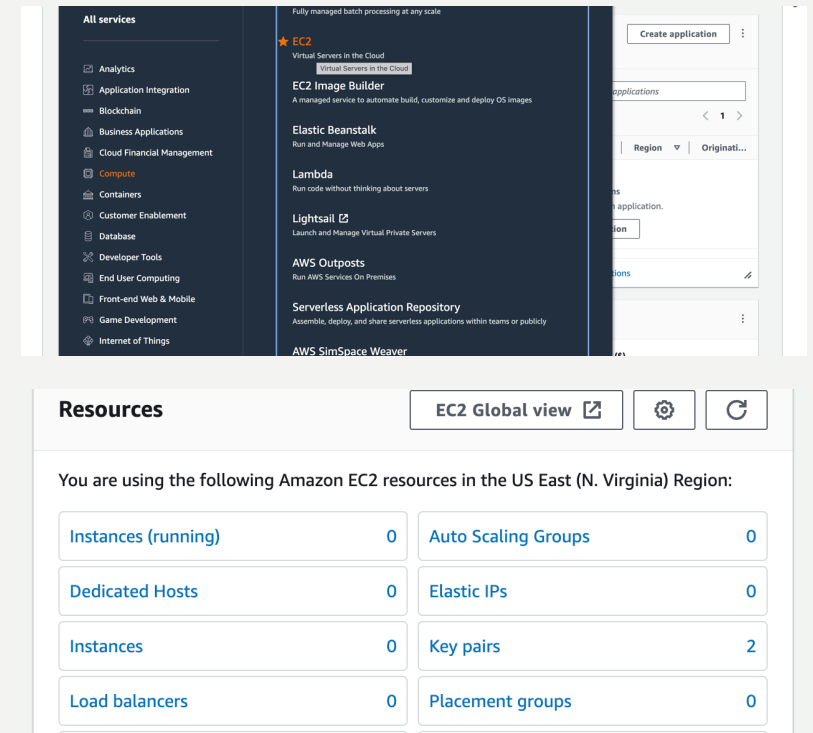 All services
Analytics
Application Integration
Blockchain
Business Applications
Cloud Financial Management
Compute
Containers
Customer Enablement
Database
Developer Tools
End User Computing
Front-end Web & Mobile
Game Development
Internet of Things
Fully managed batch processing at any scale
EC2
Virtual Servers in the Cloud
Virtual Servers in the Cloud
EC2 Image Builder
A managed service to automate build, customize and deploy OS images
Elastic Beanstalk
Run and Manage Web Apps
Lambda
Run code without thinking about servers
Lightsail
Launch and Manage Virtual Private Servers
AWS Outposts
Run AWS Services On Premises
Serverless Application Repository
Assemble, deploy, and share serverless applications within teams or publicly
AWS SimSpace Weaver
Create application
applications
1
Region Originati...
application.
Resources
EC2 Global view
You are using the following Amazon EC2 resources in the US East (N. Virginia) Region:
Instances (running) 0 Auto Scaling Groups 0
Dedicated Hosts 0 Elastic IPs 0
Instances 0 Key pairs 2
Load balancers 0 Placement groups 0